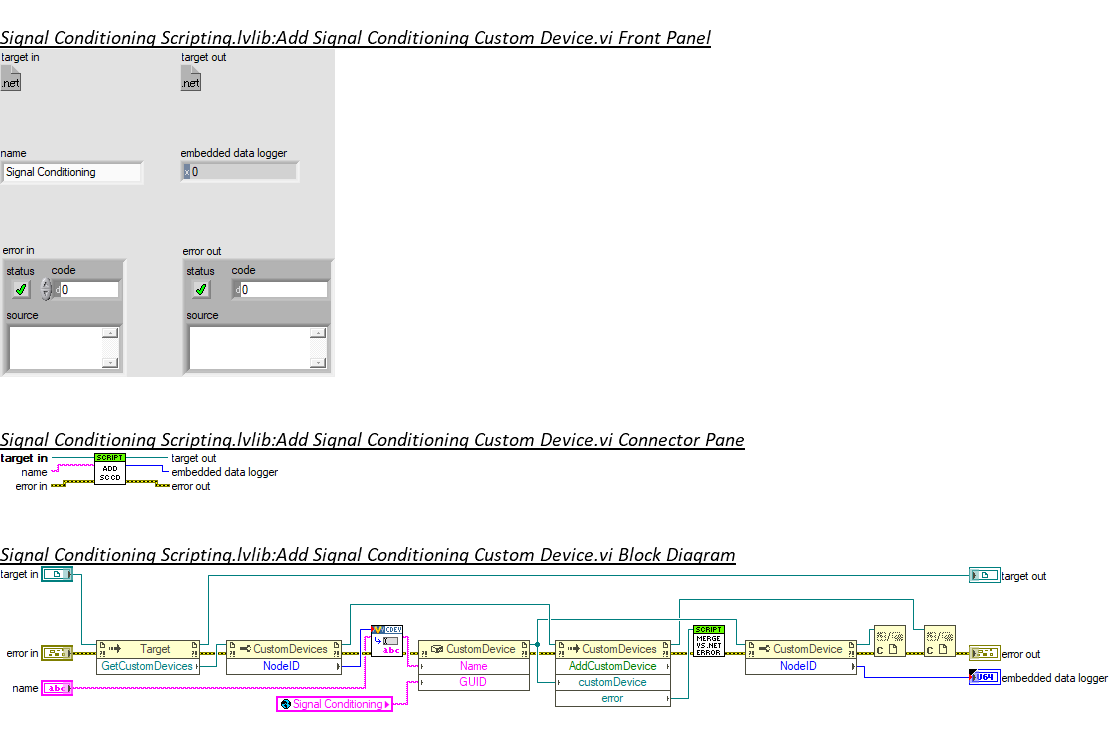 Signal Conditioning Scripting.lvlib:Add Signal Conditioning Custom Device.vi Front Panel
target in target out
.net .net
name embedded data logger
Signal Conditioning x 0
error in error out
status code status code
d 0 d 0
source source
Signal Conditioning Scripting.lvlib:Add Signal Conditioning Custom Device.vi Connector Pane
target in SCRIPT target out
name ADD embedded data logger
error in SC CD error out
Signal Conditioning Scripting.lvlib:Add Signal Conditioning Custom Device.vi Block Diagram
target in target out
CDEV SCRIPT
abc MERGE
VS.NET
ERROR
error in Target CustomDevices CustomDevice CustomDevices CustomDevice C C error out
GetCustomDevices NodeID Name AddCustomDevice NodeID
name abc GUID customDevice U64 embedded data logger
Signal Conditioning error